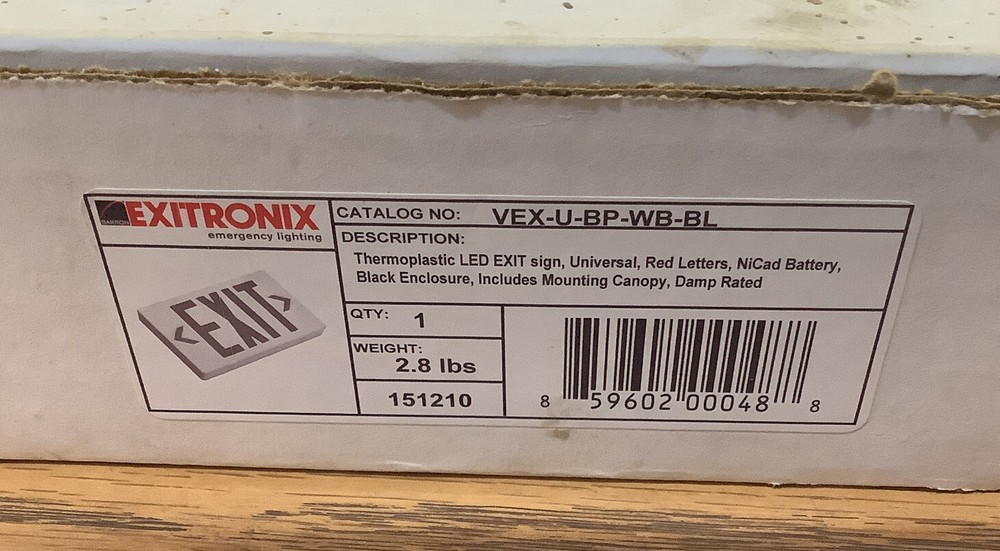 BARRON
EXITRONIX
emergency lighting
EXIT
CATALOG NO: VEX-U-BP-WB-BL
DESCRIPTION:
Thermoplastic LED EXIT sign, Universal, Red Letters, NiCad Battery,
Black Enclosure, Includes Mounting Canopy, Damp Rated
QTY: 1
WEIGHT:
2.8 lbs
151210
8 59602 00048 8